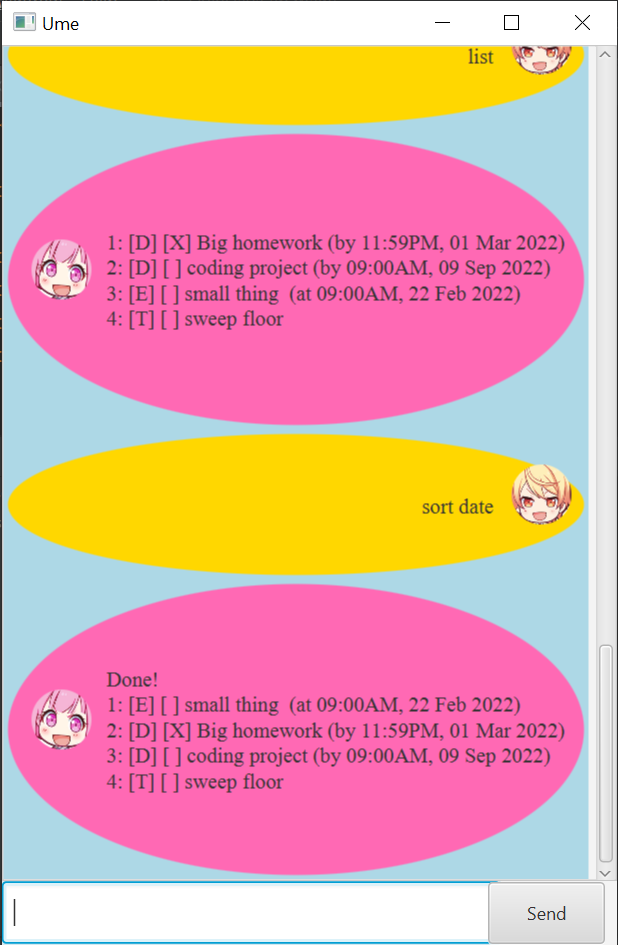 Ume
list
1: [D] [X] Big homework (by 11:59PM, 01 Mar 2022)
2: [D] [ ] coding project (by 09:00AM, 09 Sep 2022)
3: [E] [ ] small thing  (at 09:00AM, 22 Feb 2022)
4: [T] [ ] sweep floor
sort date
Done!
1: [E] [ ] small thing  (at 09:00AM, 22 Feb 2022)
2: [D] [X] Big homework (by 11:59PM, 01 Mar 2022)
3: [D] [ ] coding project (by 09:00AM, 09 Sep 2022)
4: [T] [ ] sweep floor
Send